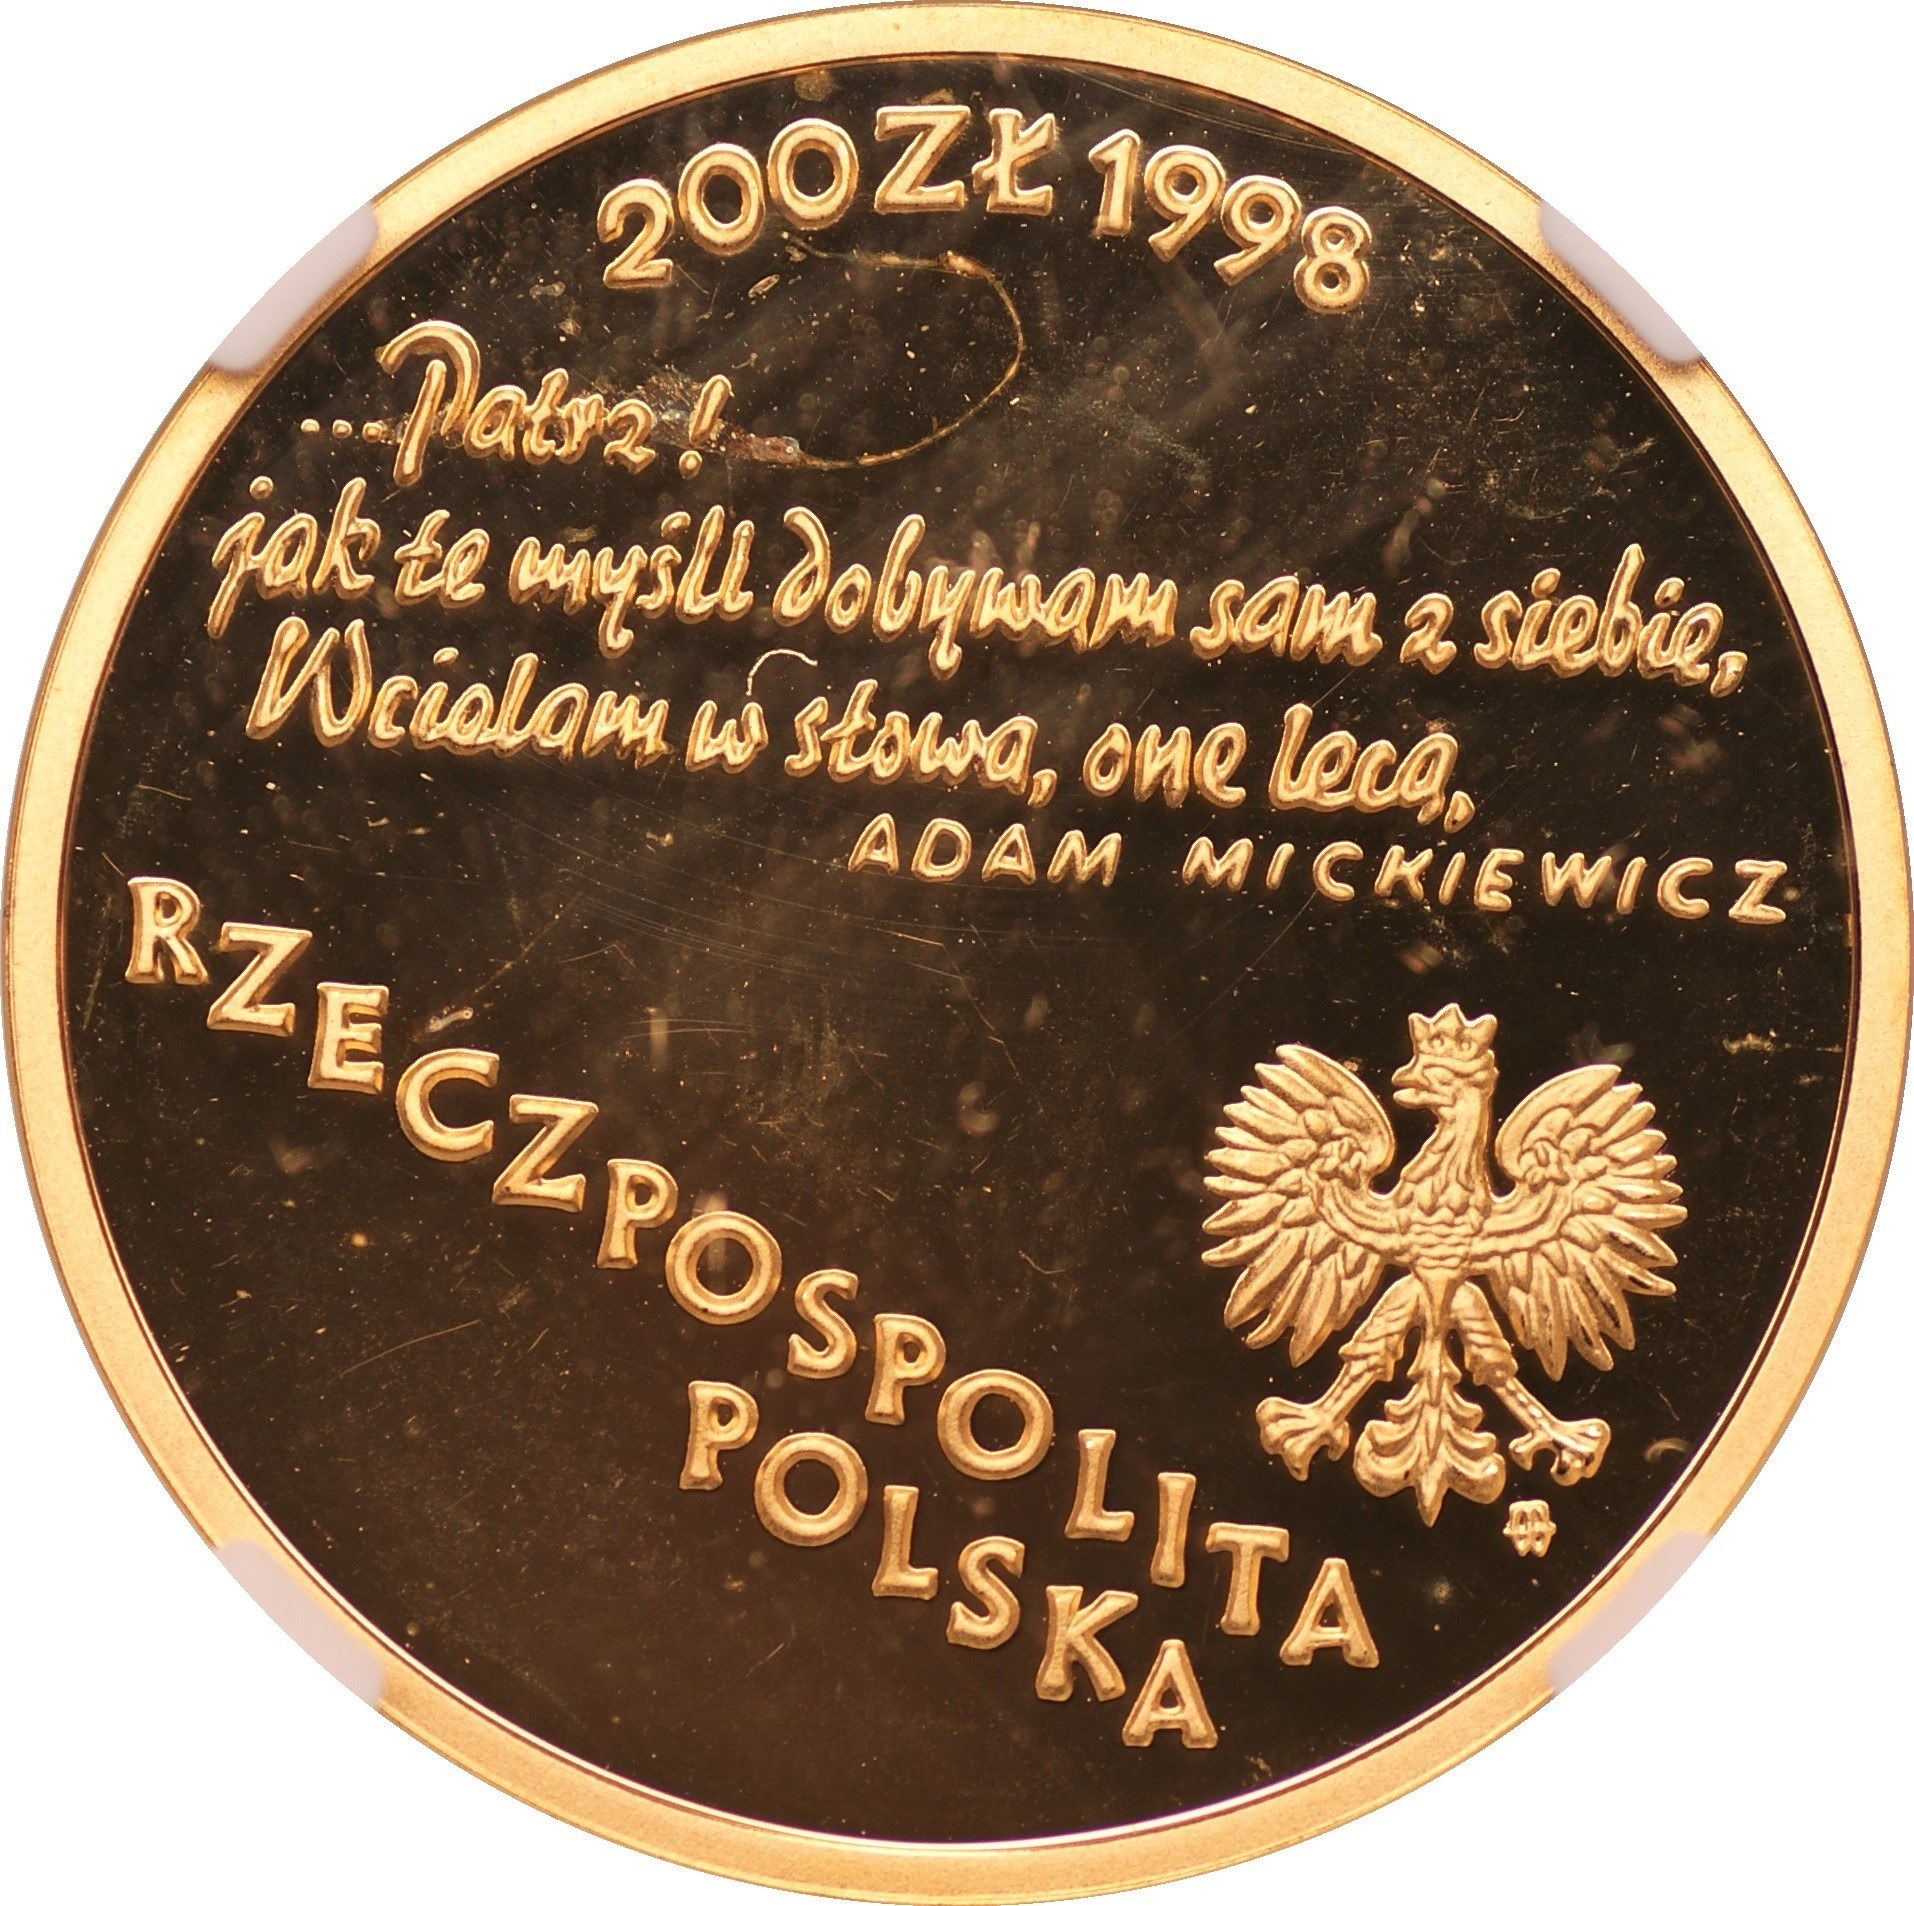 200 ZŁ 1998
...Patrz!
jak te myśli dobywam sam z siebie,
Wcielam w słowa, one lecą,
ADAM MICKIEWICZ
RZECZPOSPOLITA
POLSKA